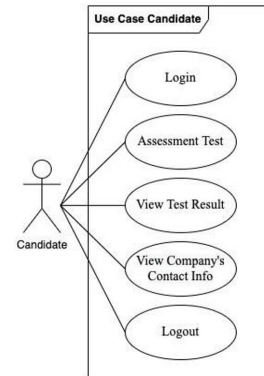 Use Case Candidate
Login
Assessment Test
View Test Result
Candidate
View Company's
Contact Info
Logout